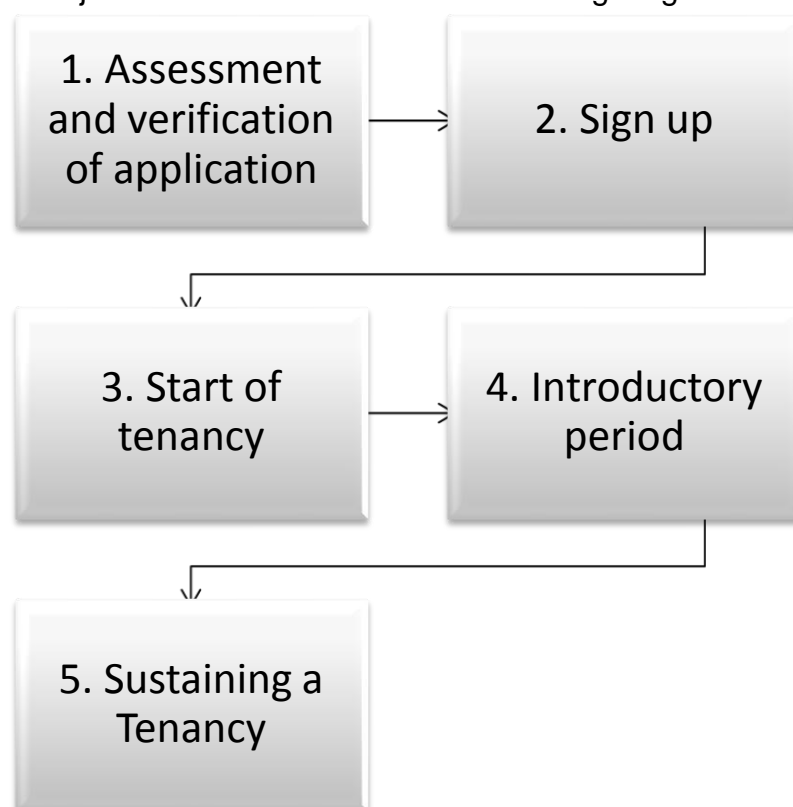 1. Assessment
and verification
of application
2. Sign up
3. Start of
tenancy
4. Introductory
period
5. Sustaining a
Tenancy